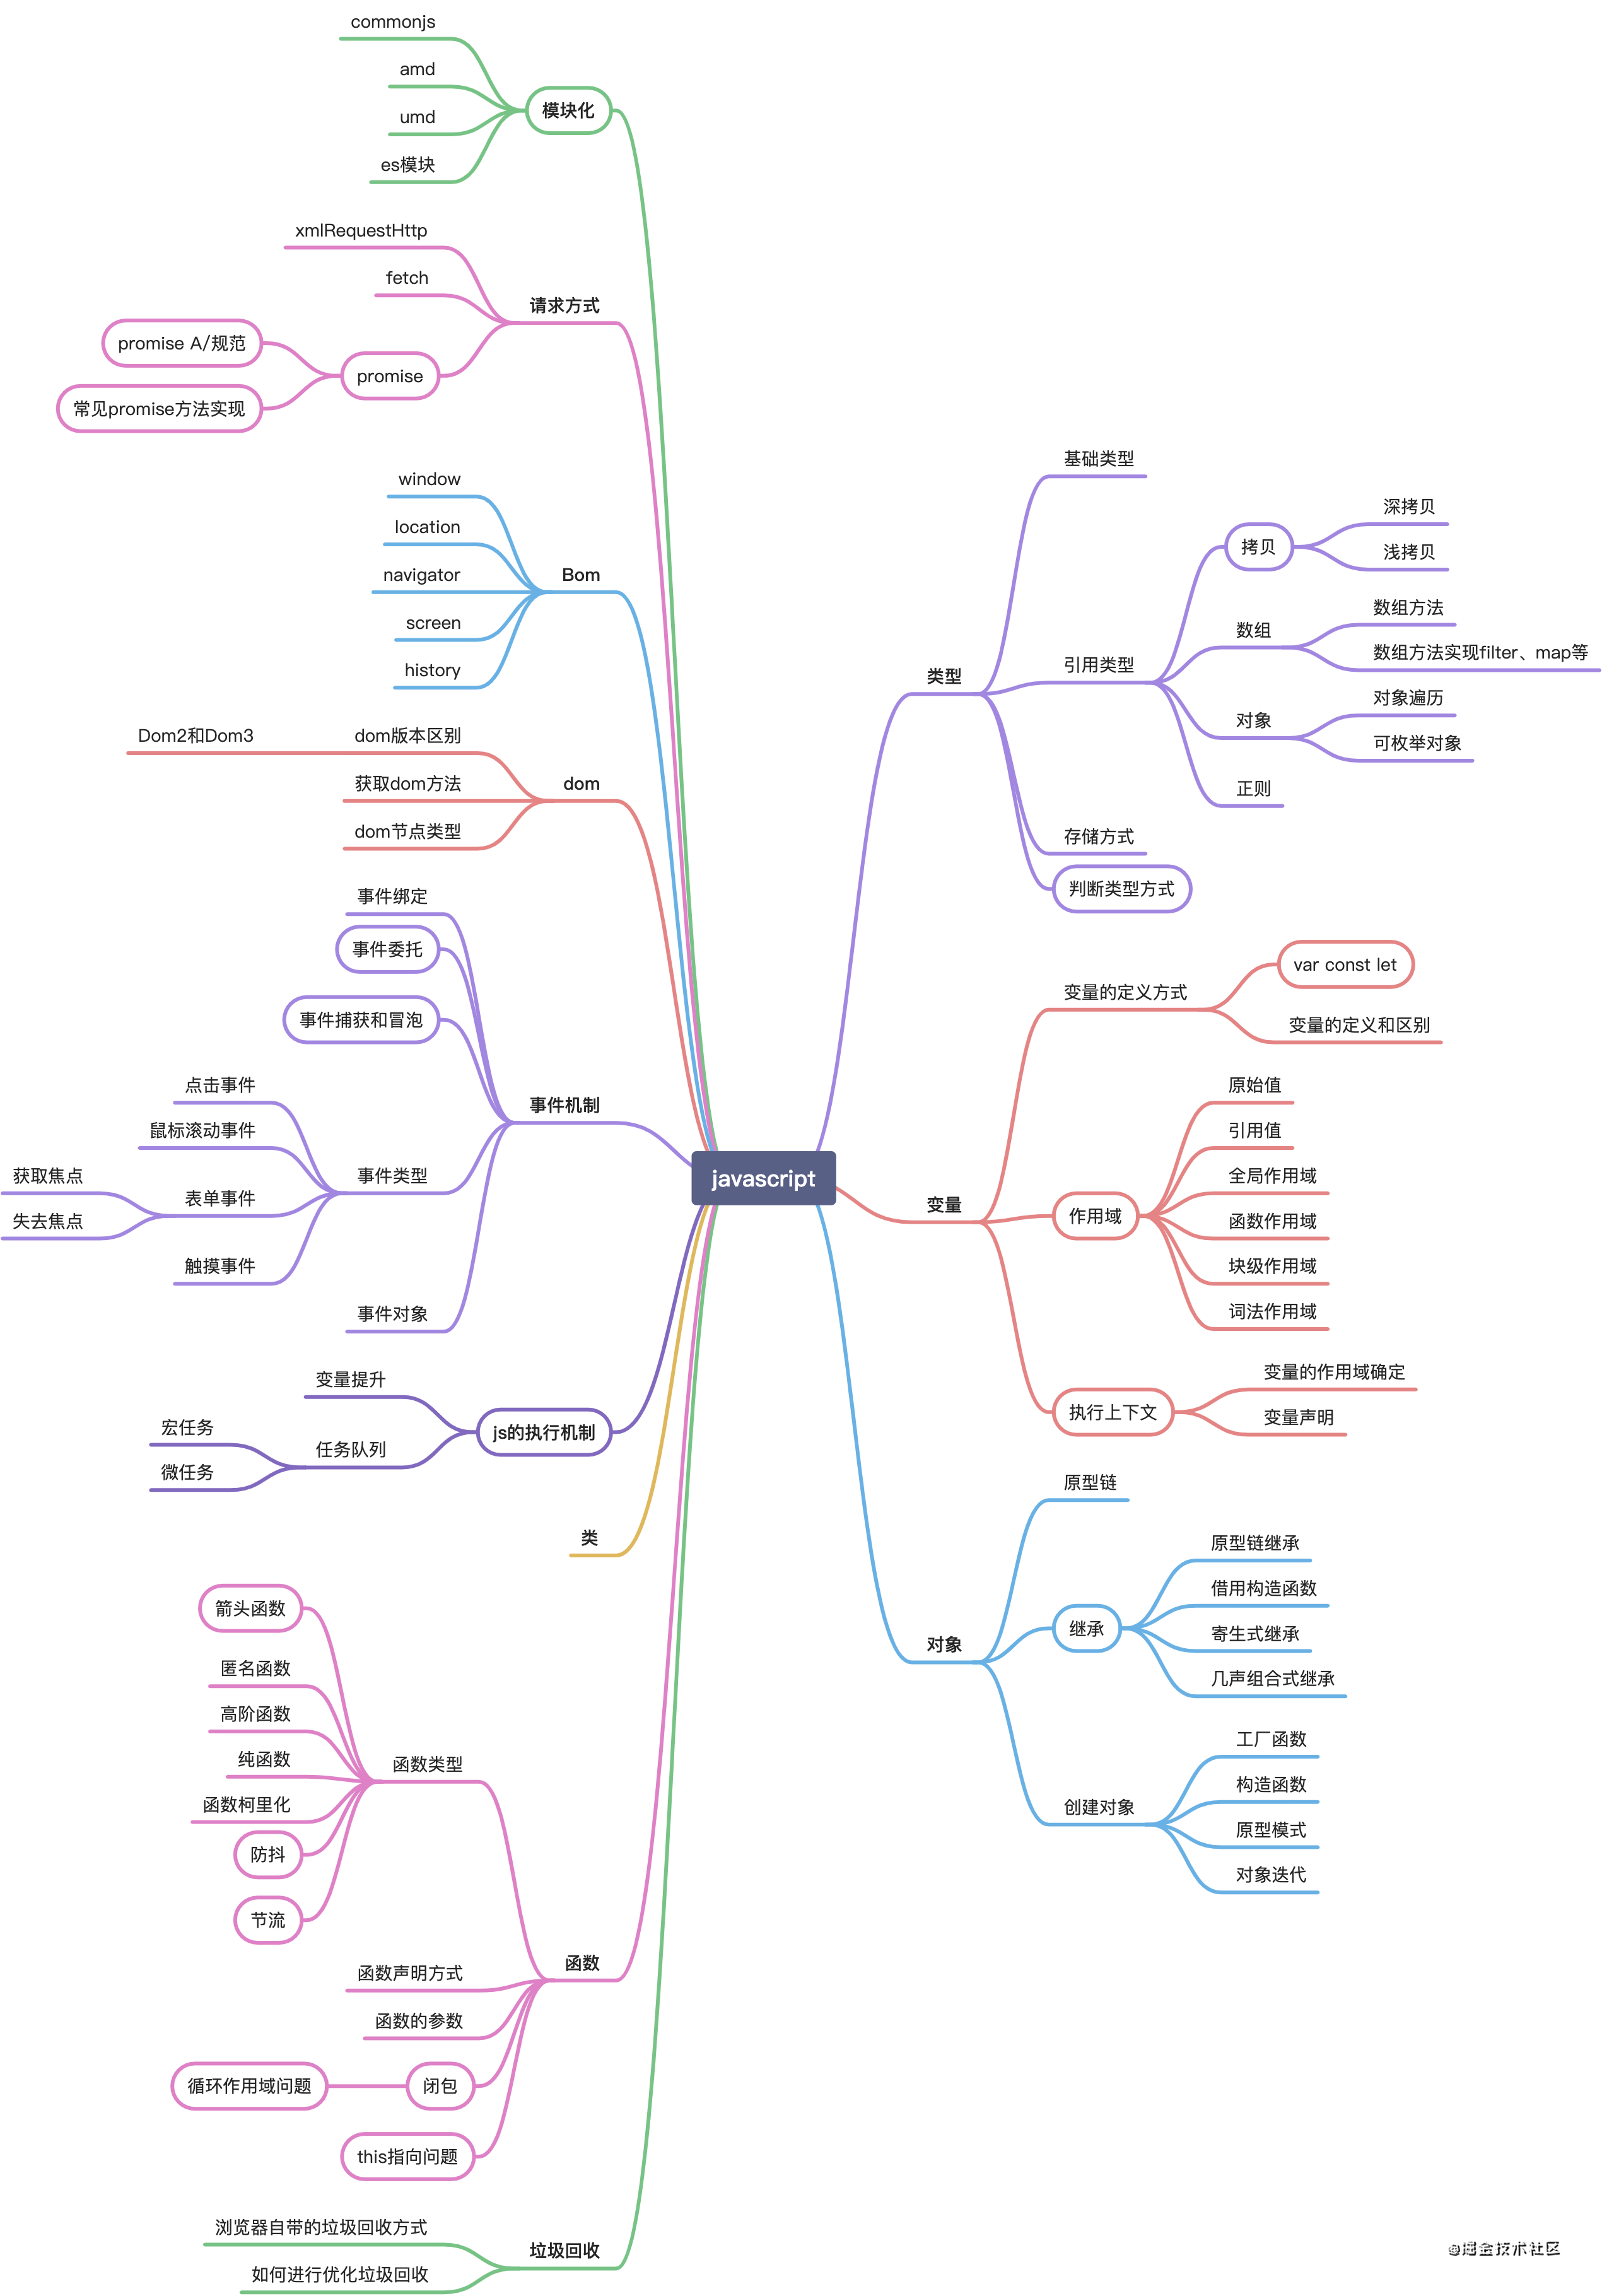 commonjs
amd
umd
es模块
模块化
xmlRequestHttp
fetch
请求方式
promise A/规范
promise
常见promise方法实现
window
location
navigator
screen
history
Bom
Dom2和Dom3
dom版本区别
获取dom方法
dom节点类型
dom
事件绑定
事件委托
事件捕获和冒泡
事件机制
点击事件
鼠标滚动事件
获取焦点
失去焦点
表单事件
触摸事件
事件类型
事件对象
变量提升
宏任务
微任务
任务队列
js的执行机制
类
箭头函数
匿名函数
高阶函数
纯函数
函数柯里化
防抖
节流
函数类型
函数声明方式
函数的参数
循环作用域问题
闭包
this指向问题
函数
浏览器自带的垃圾回收方式
如何进行优化垃圾回收
垃圾回收
javascript
类型
基础类型
引用类型
拷贝
深拷贝
浅拷贝
数组
数组方法
数组方法实现filter、map等
对象
对象遍历
可枚举对象
正则
存储方式
判断类型方式
变量
变量的定义方式
var const let
变量的定义和区别
作用域
原始值
引用值
全局作用域
函数作用域
块级作用域
词法作用域
执行上下文
变量的作用域确定
变量声明
对象
原型链
继承
原型链继承
借用构造函数
寄生式继承
几声组合式继承
创建对象
工厂函数
构造函数
原型模式
对象迭代
@掘金技术社区